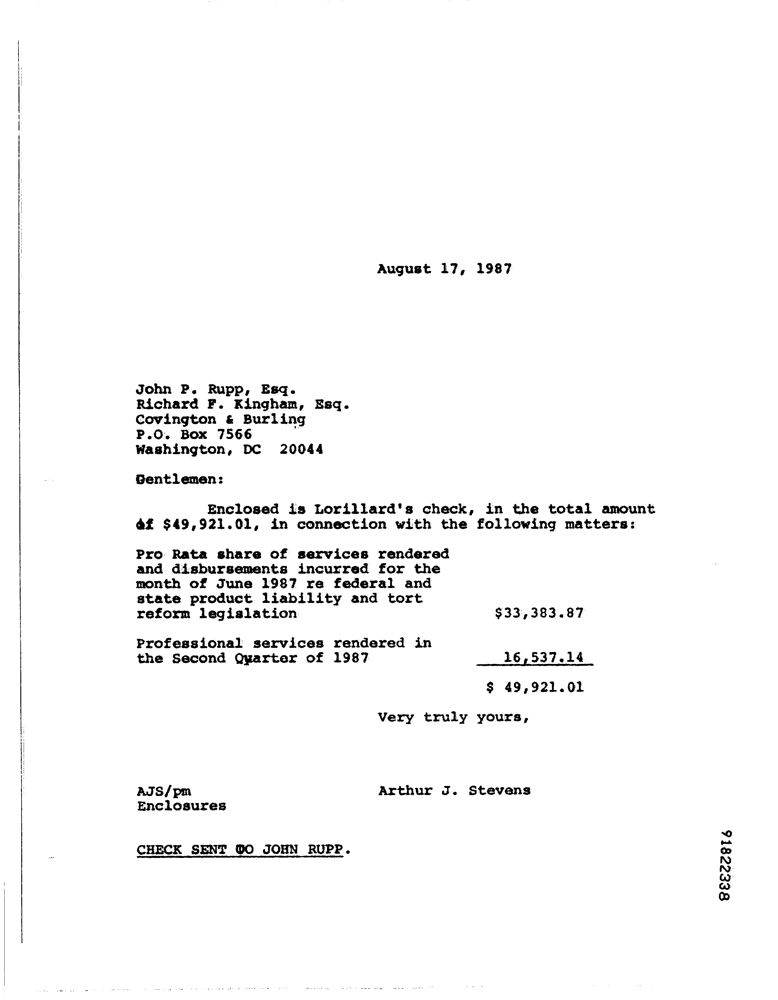 August 17, 1987
John P. Rupp, Esq.
Richard F. Kingham, Esq.
Covington & Burling
P.O. Box 7566
Washington, DC 20044
Gentlemen:
Enclosed is Lorillard's check, in the total amount
of $49,921.01, in connection with the following matters:
Pro Rata share of services rendered
and disbursements incurred for the
month of June 1987 re federal and
state product liability and tort
reform legislation $33,383.87
Professional services rendered in
the Second Quarter of 1987 16,537.14
$ 49,921.01
Very truly yours,
AJS/pm Arthur J. Stevens
Enclosures
CHECK SENT TO JOHN RUPP.
91822338